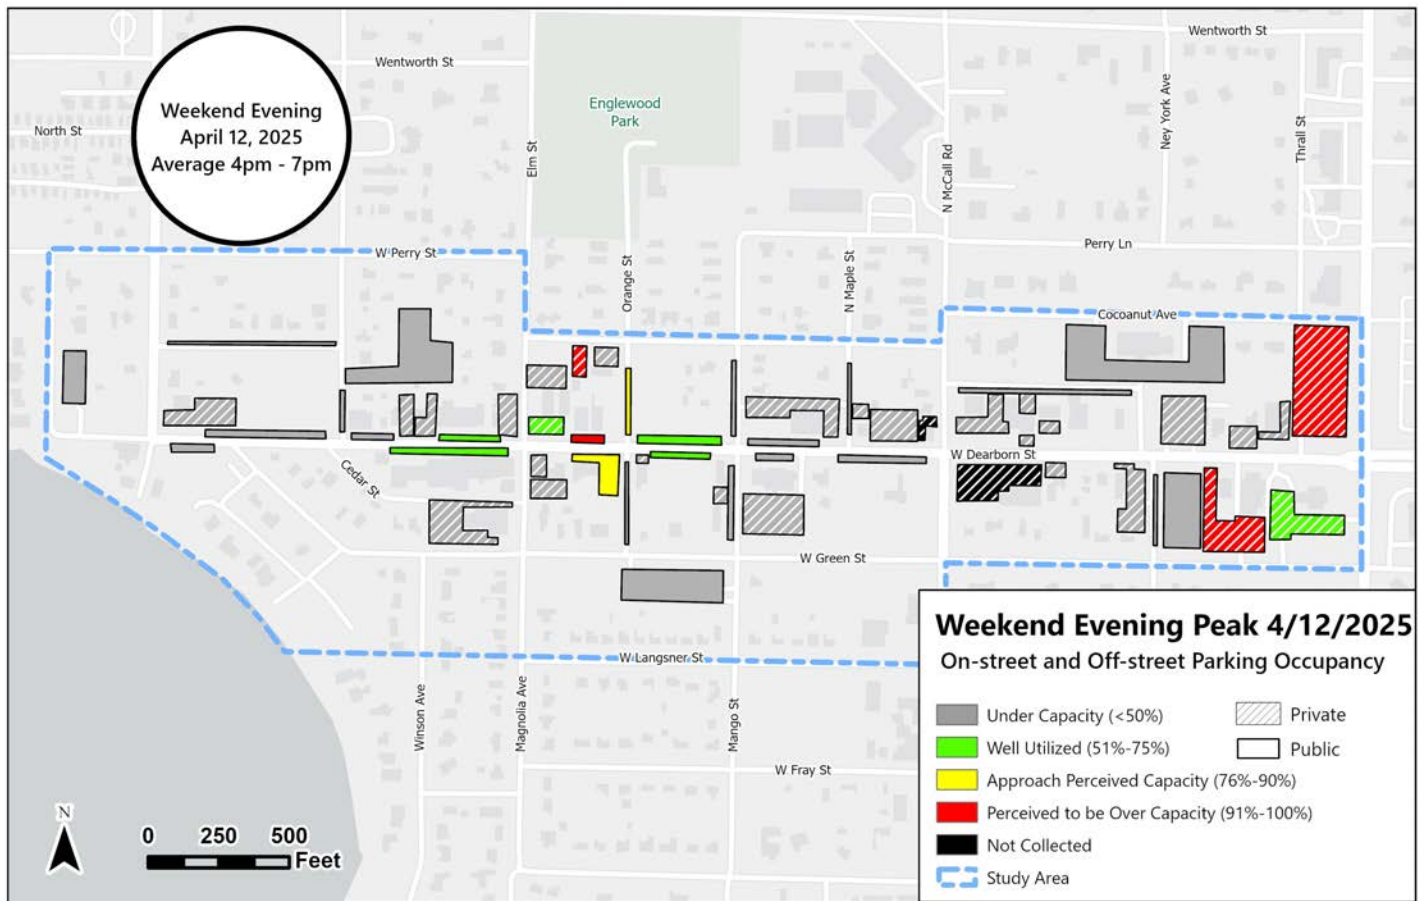 Wentworth St
Wentworth St
Weekend Evening
April 12, 2025
Average 4pm - 7pm
Englewood
Park
North St
Elm St
N McCall Rd
Ney York Ave
Thrall St
W Perry St
Orange St
N Maple St
Perry Ln
Cocoanut Ave
W Dearborn St
Cedar St
W Green St
W Langsner St
Winson Ave
Magnolia Ave
Mango St
W Fray St
N
0 250 500
Feet
Weekend Evening Peak 4/12/2025
On-street and Off-street Parking Occupancy
Under Capacity (<50%)
Private
Well Utilized (51%-75%)
Public
Approach Perceived Capacity (76%-90%)
Perceived to be Over Capacity (91%-100%)
Not Collected
Study Area